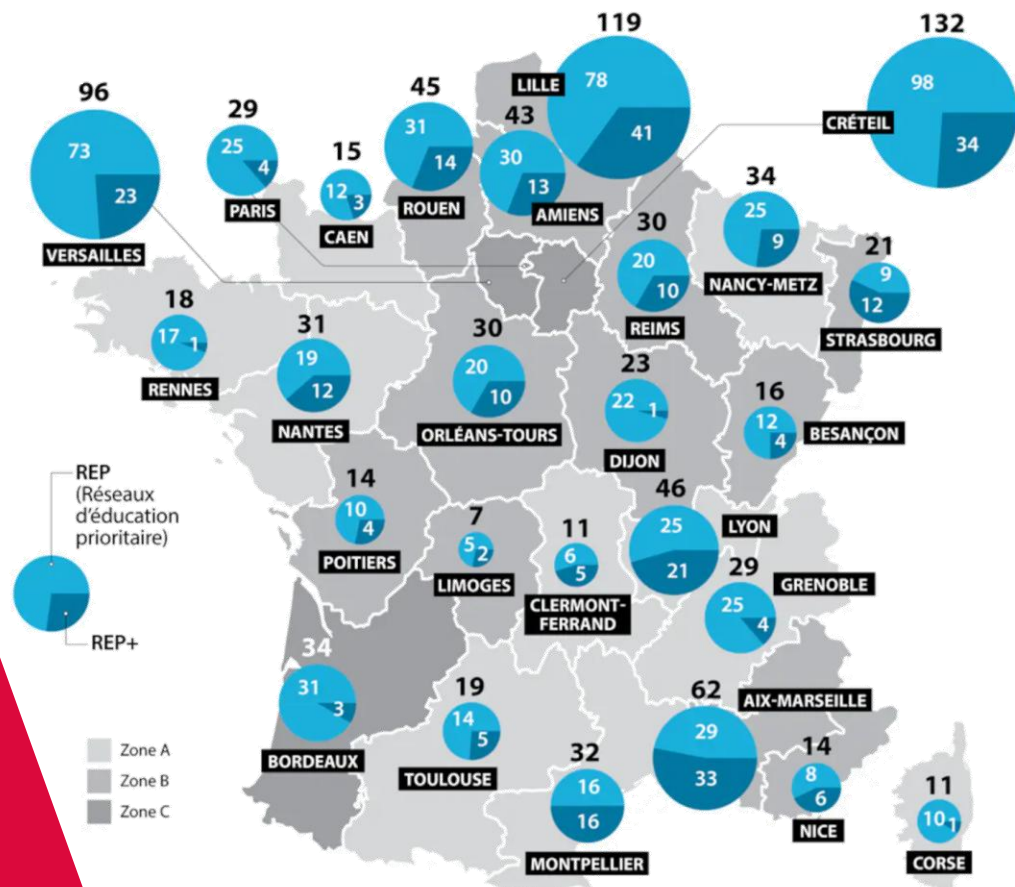 119
78
41
LILLE
132
98
34
CRÉTEIL
96
73
23
VERSAILLES
29
25
4
PARIS
15
12
3
CAEN
45
31
14
ROUEN
43
30
13
AMIENS
34
25
9
NANCY-METZ
30
20
10
REIMS
21
9
12
STRASBOURG
18
17
1
RENNES
31
19
12
NANTES
30
20
10
ORLÉANS-TOURS
23
22
1
DIJON
16
12
4
BESANÇON
14
10
4
POITIERS
7
5
2
LIMOGES
11
6
5
CLERMONT-
FERRAND
46
25
21
LYON
29
25
4
GRENOBLE
REP
(Réseaux
d'éducation
prioritaire)
REP+
34
31
3
BORDEAUX
19
14
5
TOULOUSE
32
16
16
MONTPELLIER
62
29
33
AIX-MARSEILLE
14
8
6
NICE
11
10
1
CORSE
Zone A
Zone B
Zone C